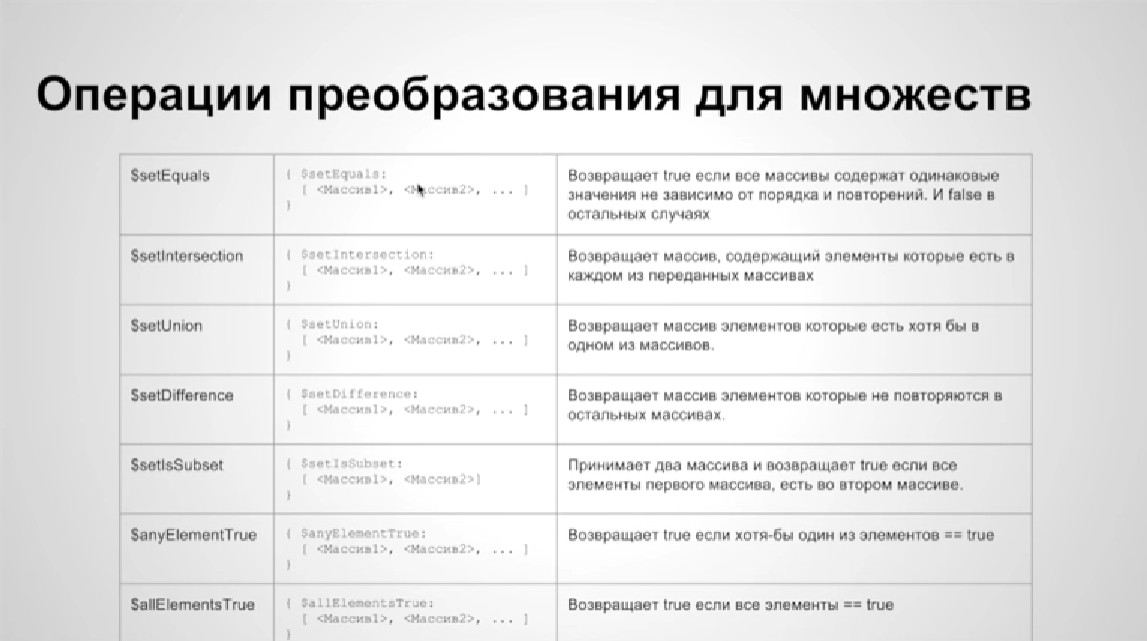 Операции преобразования для множеств
$setEquals
{ $setEquals:
[ <Массив1>, <Массив2>, ... ]
}
Возвращает true если все массивы содержат одинаковые
значения не зависимо от порядка и повторений. И false в
остальных случаях
$setIntersection
{ $setIntersection:
[ <Массив1>, <Массив2>, ... ]
}
Возвращает массив, содержащий элементы которые есть в
каждом из переданных массивах
$setUnion
{ $setUnion:
[ <Массив1>, <Массив2>, ... ]
}
Возвращает массив элементов которые есть хотя бы в
одном из массивов.
$setDifference
{ $setDifference:
[ <Массив1>, <Массив2>, ... ]
}
Возвращает массив элементов которые не повторяются в
остальных массивах.
$setIsSubset
{ $setIsSubset:
[ <Массив1>, <Массив2>]
}
Принимает два массива и возвращает true если все
элементы первого массива, есть во втором массиве.
$anyElementTrue
{ $anyElementTrue:
[ <Массив1>, <Массив2>, ... ]
}
Возвращает true если хотя-бы один из элементов == true
$allElementsTrue
{ $allElementsTrue:
[ <Массив1>, <Массив2>, ... ]
}
Возвращает true если все элементы == true